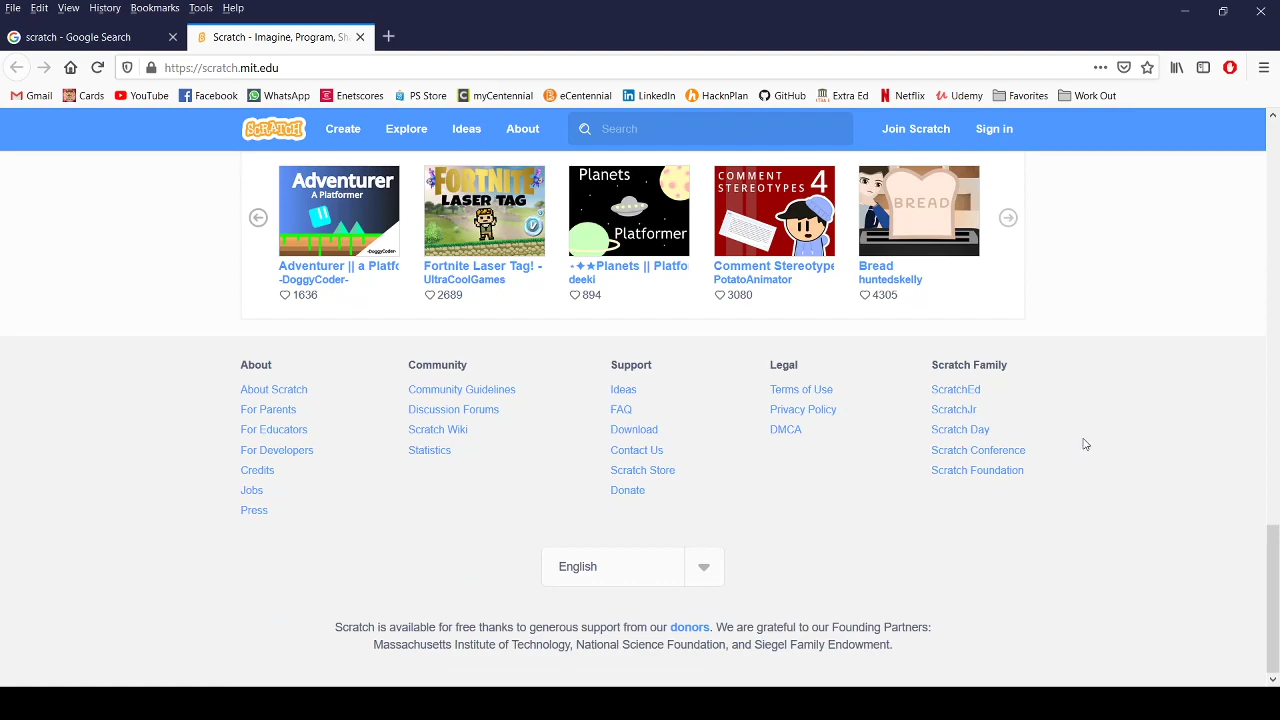 File Edit View History Bookmarks Tools Help
scratch - Google Search
Scratch - Imagine, Program, Sh
https://scratch.mit.edu
Gmail Cards YouTube Facebook WhatsApp Enetscores PS Store myCentennial eCentennial LinkedIn HacknPlan GitHub Extra Ed Netflix Udemy Favorites Work Out
SCRATCH Create Explore Ideas About Search Join Scratch Sign in
Adventurer
A Platformer
-DoggyCoder-
FORTNITE
LASER TAG
Planets
Platformer
COMMENT
STEREOTYPES 4
BREAD
Adventurer || a Platfo Fortnite Laser Tag! - ⋆✦★Planets || Platfo Comment Stereotype Bread
-DoggyCoder- UltraCoolGames deeki PotatoAnimator huntedskelly
1636 2689 894 3080 4305
About
About Scratch
For Parents
For Educators
For Developers
Credits
Jobs
Press
Community
Community Guidelines
Discussion Forums
Scratch Wiki
Statistics
Support
Ideas
FAQ
Download
Contact Us
Scratch Store
Donate
Legal
Terms of Use
Privacy Policy
DMCA
Scratch Family
ScratchEd
ScratchJr
Scratch Day
Scratch Conference
Scratch Foundation
English
Scratch is available for free thanks to generous support from our donors. We are grateful to our Founding Partners:
Massachusetts Institute of Technology, National Science Foundation, and Siegel Family Endowment.